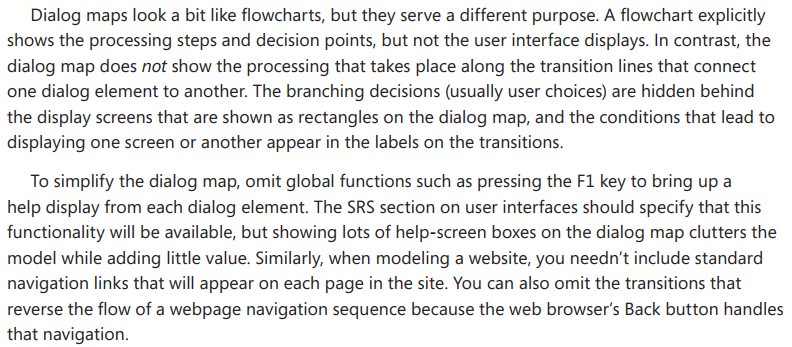 Dialog maps look a bit like flowcharts, but they serve a different purpose. A flowchart explicitly
shows the processing steps and decision points, but not the user interface displays. In contrast, the
dialog map does not show the processing that takes place along the transition lines that connect
one dialog element to another. The branching decisions (usually user choices) are hidden behind
the display screens that are shown as rectangles on the dialog map, and the conditions that lead to
displaying one screen or another appear in the labels on the transitions.
To simplify the dialog map, omit global functions such as pressing the F1 key to bring up a
help display from each dialog element. The SRS section on user interfaces should specify that this
functionality will be available, but showing lots of help-screen boxes on the dialog map clutters the
model while adding little value. Similarly, when modeling a website, you needn’t include standard
navigation links that will appear on each page in the site. You can also omit the transitions that
reverse the flow of a webpage navigation sequence because the web browser’s Back button handles
that navigation.